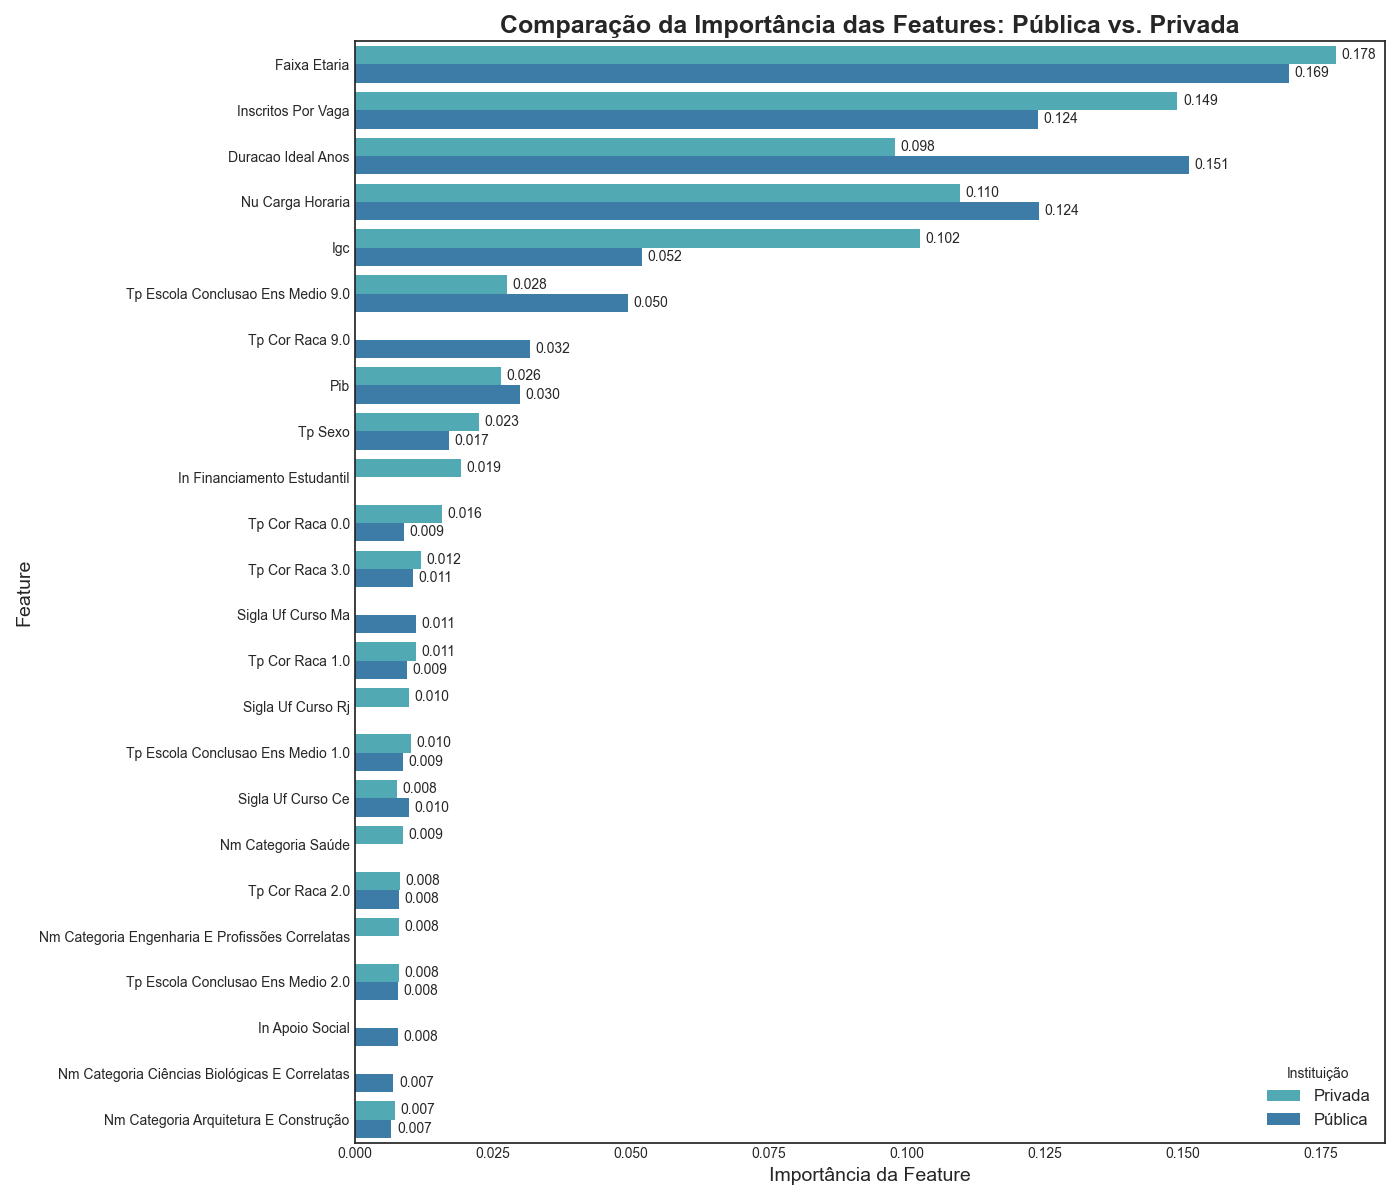 Comparação da Importância das Features: Pública vs. Privada
Faixa Etaria
0.178
0.169
Inscritos Por Vaga
0.149
0.124
Duracao Ideal Anos
0.098
0.151
Nu Carga Horaria
0.110
0.124
Igc
0.102
0.052
Tp Escola Conclusao Ens Medio 9.0
0.028
0.050
Tp Cor Raca 9.0
0.032
Pib
0.026
0.030
Tp Sexo
0.023
0.017
In Financiamento Estudantil
0.019
Tp Cor Raca 0.0
0.016
0.009
Tp Cor Raca 3.0
0.012
0.011
Sigla Uf Curso Ma
0.011
Tp Cor Raca 1.0
0.011
0.009
Sigla Uf Curso Rj
0.010
Tp Escola Conclusao Ens Medio 1.0
0.010
0.009
Sigla Uf Curso Ce
0.008
0.010
Nm Categoria Saúde
0.009
Tp Cor Raca 2.0
0.008
0.008
Nm Categoria Engenharia E Profissões Correlatas
0.008
Tp Escola Conclusao Ens Medio 2.0
0.008
0.008
In Apoio Social
0.008
Nm Categoria Ciências Biológicas E Correlatas
0.007
Nm Categoria Arquitetura E Construção
0.007
0.007
Feature
Instituição
Privada
Pública
0.000 0.025 0.050 0.075 0.100 0.125 0.150 0.175
Importância da Feature